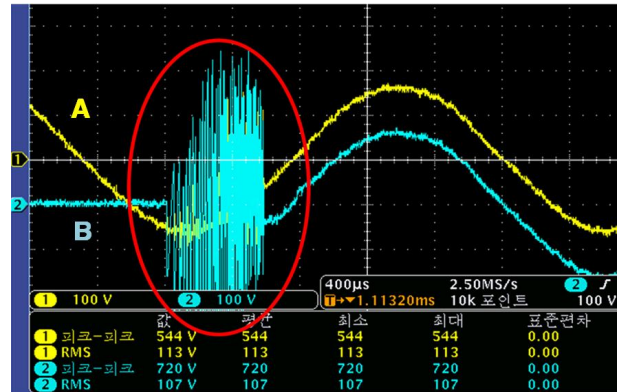 A
1
2
B
400µs 2.50MS/s 2
1 100 V 2 100 V T→▼1.11320ms 10k 포인트 100 V
값 평균 최소 최대 표준편차
1 피크-피크 544 V 544 544 544 0.00
1 RMS 113 V 113 113 113 0.00
2 피크-피크 720 V 720 720 720 0.00
2 RMS 107 V 107 107 107 0.00